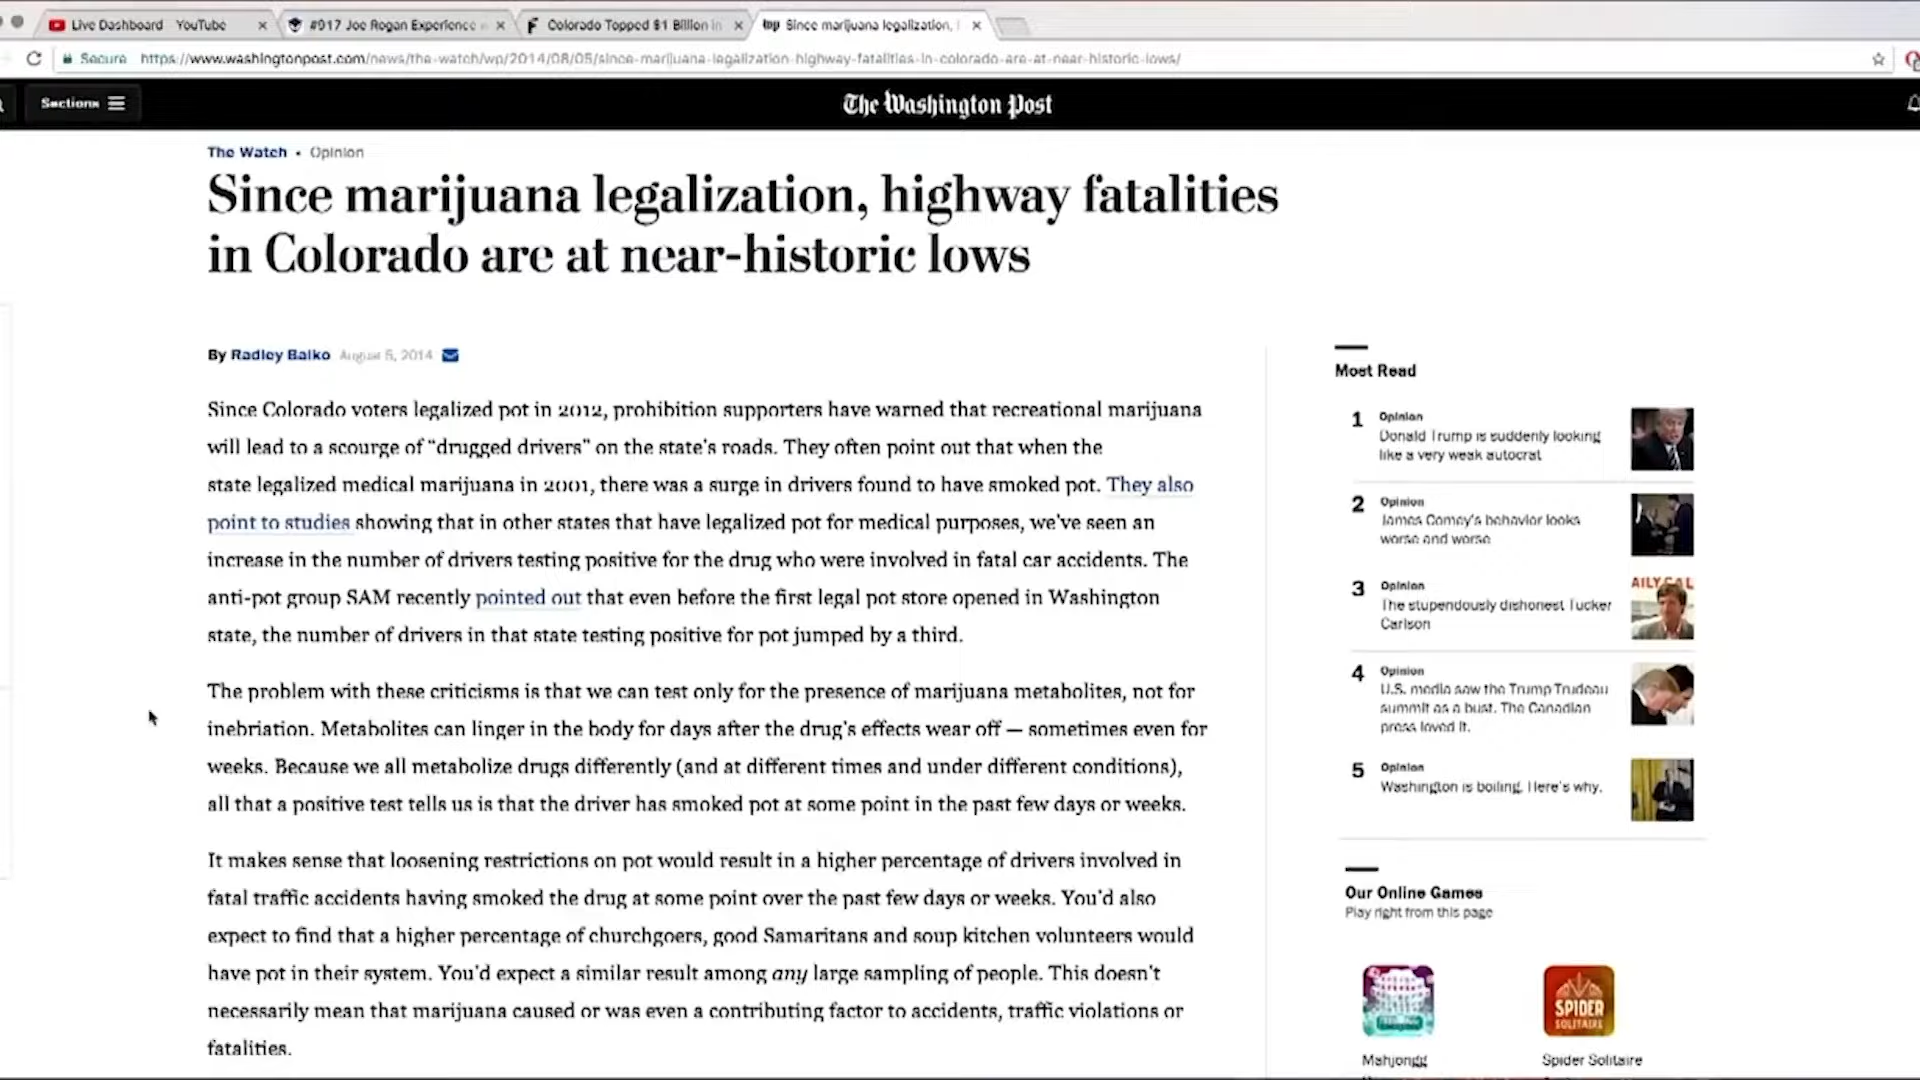 Live Dashboard YouTube
#917 Joe Rogan Experience
Colorado Topped $1 Billion in
wp Since marijuana legalization,
Secure https://www.washingtonpost.com/news/the-watch/wp/2014/08/05/since-marijuana-legalization-highway-fatalities-in-colorado-are-at-near-historic-lows/
Sections
The Washington Post
The Watch • Opinion
Since marijuana legalization, highway fatalities
in Colorado are at near-historic lows
By Radley Balko August 5, 2014
Since Colorado voters legalized pot in 2012, prohibition supporters have warned that recreational marijuana
will lead to a scourge of “drugged drivers” on the state’s roads. They often point out that when the
state legalized medical marijuana in 2001, there was a surge in drivers found to have smoked pot. They also
point to studies showing that in other states that have legalized pot for medical purposes, we’ve seen an
increase in the number of drivers testing positive for the drug who were involved in fatal car accidents. The
anti-pot group SAM recently pointed out that even before the first legal pot store opened in Washington
state, the number of drivers in that state testing positive for pot jumped by a third.
The problem with these criticisms is that we can test only for the presence of marijuana metabolites, not for
inebriation. Metabolites can linger in the body for days after the drug’s effects wear off — sometimes even for
weeks. Because we all metabolize drugs differently (and at different times and under different conditions),
all that a positive test tells us is that the driver has smoked pot at some point in the past few days or weeks.
It makes sense that loosening restrictions on pot would result in a higher percentage of drivers involved in
fatal traffic accidents having smoked the drug at some point over the past few days or weeks. You’d also
expect to find that a higher percentage of churchgoers, good Samaritans and soup kitchen volunteers would
have pot in their system. You’d expect a similar result among any large sampling of people. This doesn’t
necessarily mean that marijuana caused or was even a contributing factor to accidents, traffic violations or
fatalities.
Most Read
1 Opinion
Donald Trump is suddenly looking
like a very weak autocrat
2 Opinion
James Comey’s behavior looks
worse and worse
3 Opinion
The stupendously dishonest Tucker
Carlson
AILY CAL
4 Opinion
U.S. media saw the Trump Trudeau
summit as a bust. The Canadian
press loved it.
5 Opinion
Washington is boiling. Here’s why.
Our Online Games
Play right from this page
SPIDER
SOLITAIRE
Mahjongg
Spider Solitaire